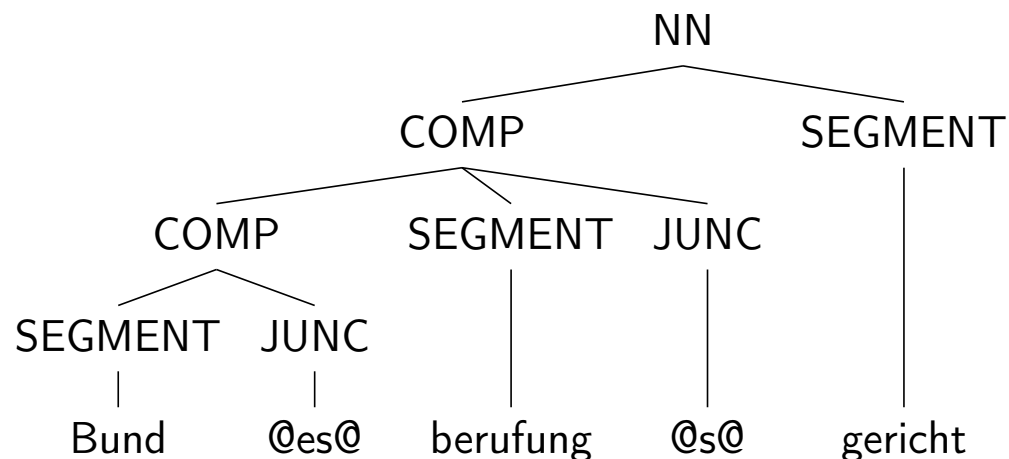 NN
COMP SEGMENT
COMP SEGMENT JUNC
SEGMENT JUNC
Bund @es@ berufung @s@ gericht